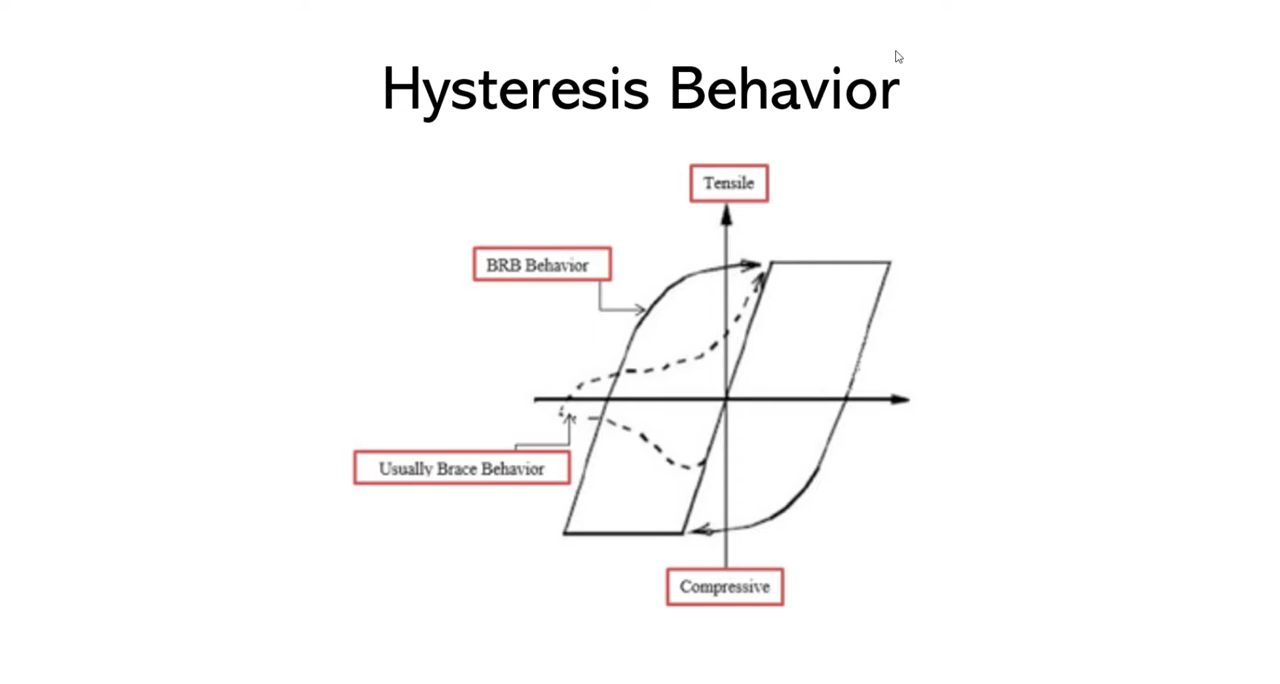 Hysteresis Behavior
Tensile
BRB Behavior
Usually Brace Behavior
Compressive